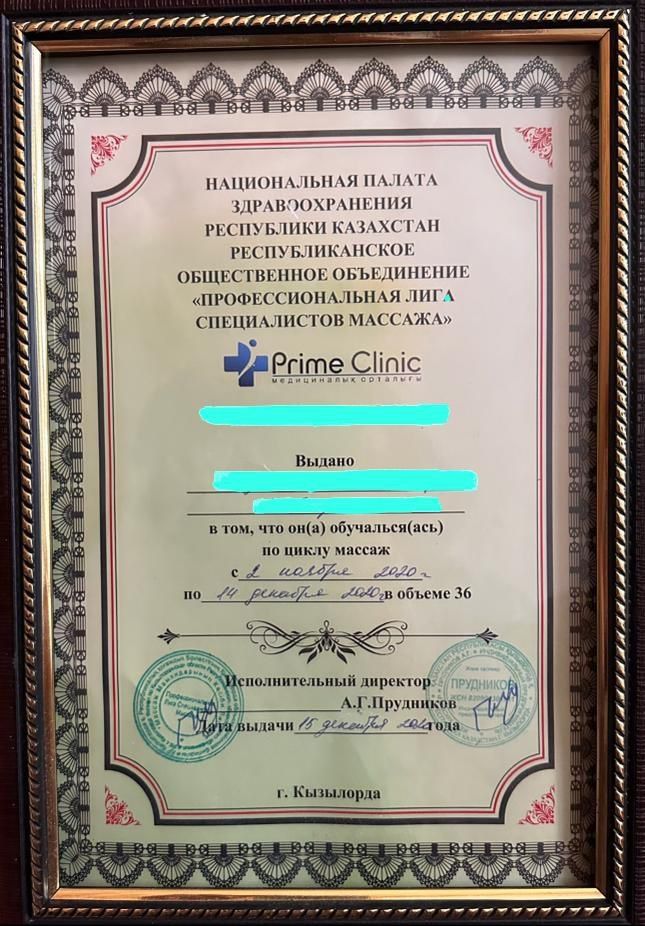 НАЦИОНАЛЬНАЯ ПАЛАТА
ЗДРАВООХРАНЕНИЯ
РЕСПУБЛИКИ КАЗАХСТАН
РЕСПУБЛИКАНСКОЕ
ОБЩЕСТВЕННОЕ ОБЪЕДИНЕНИЕ
«ПРОФЕССИОНАЛЬНАЯ ЛИГА
СПЕЦИАЛИСТОВ МАССАЖА»
Prime Clinic
медициналық орталығы
Выдано
в том, что он(а) обучалься(ась)
по циклу массаж
с 2 ноября 2020г
по 14 декабря 2020г в объеме 36
Исполнительный директор
А.Г.Прудников
Дата выдачи 15 декабря 2020 года
ПРУДНИКОВ
г. Кызылорда